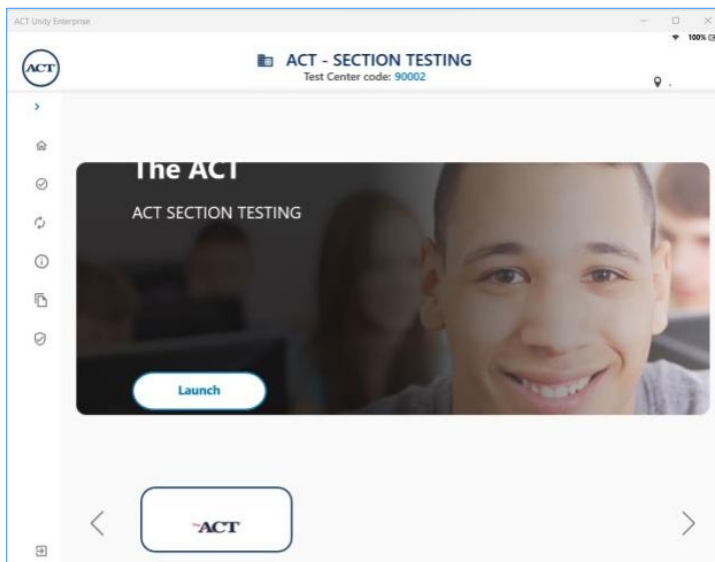 ACT Unity Enterprise
100%
ACT
ACT - SECTION TESTING
Test Center code: 90002
The ACT
ACT SECTION TESTING
Launch
The ACT